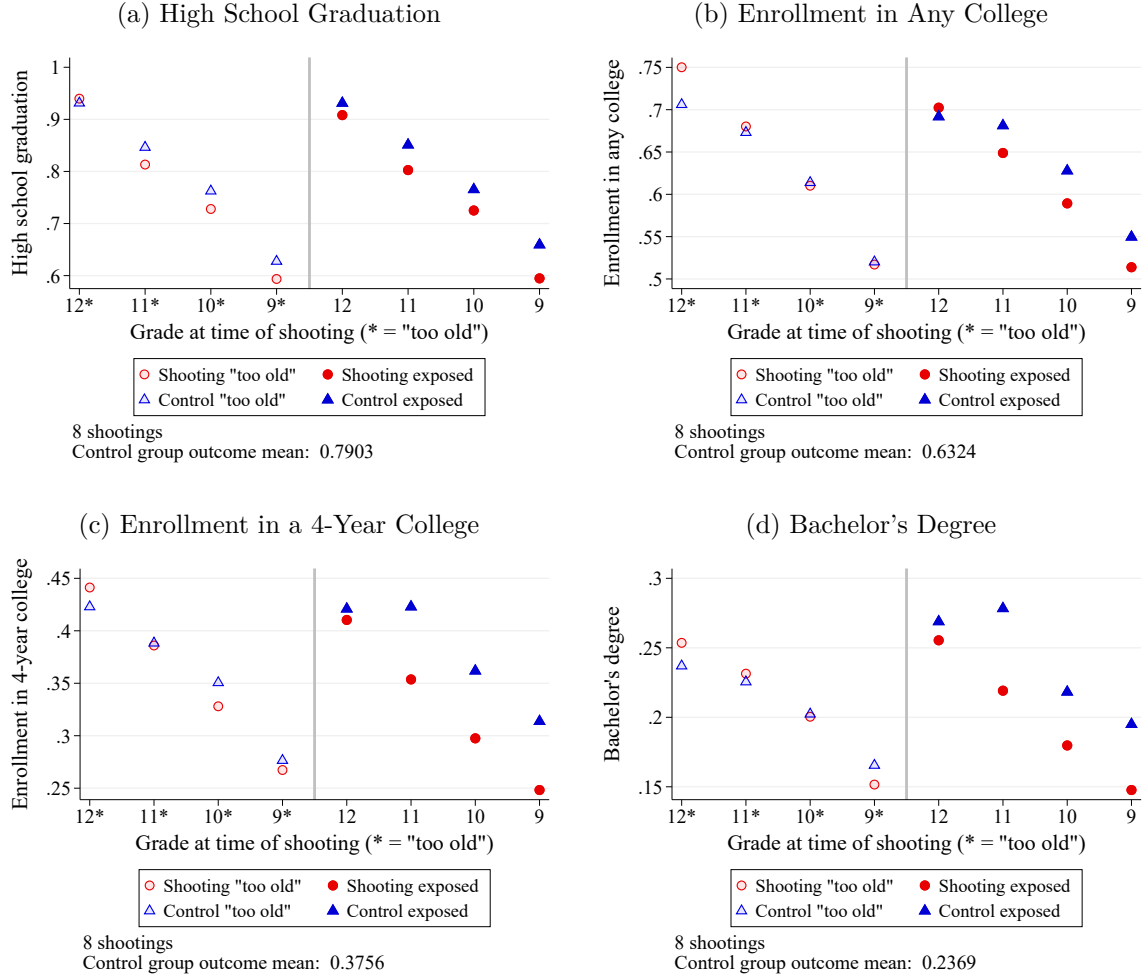 (a) High School Graduation
High school graduation
1
.9
.8
.7
.6
12* 11* 10* 9* 12 11 10 9
Grade at time of shooting (* = "too old")
Shooting "too old" Shooting exposed
Control "too old" Control exposed
8 shootings
Control group outcome mean: 0.7903
(b) Enrollment in Any College
Enrollment in any college
.75
.7
.65
.6
.55
.5
12* 11* 10* 9* 12 11 10 9
Grade at time of shooting (* = "too old")
Shooting "too old" Shooting exposed
Control "too old" Control exposed
8 shootings
Control group outcome mean: 0.6324
(c) Enrollment in a 4-Year College
Enrollment in 4-year college
.45
.4
.35
.3
.25
12* 11* 10* 9* 12 11 10 9
Grade at time of shooting (* = "too old")
Shooting "too old" Shooting exposed
Control "too old" Control exposed
8 shootings
Control group outcome mean: 0.3756
(d) Bachelor's Degree
Bachelor's degree
.3
.25
.2
.15
12* 11* 10* 9* 12 11 10 9
Grade at time of shooting (* = "too old")
Shooting "too old" Shooting exposed
Control "too old" Control exposed
8 shootings
Control group outcome mean: 0.2369